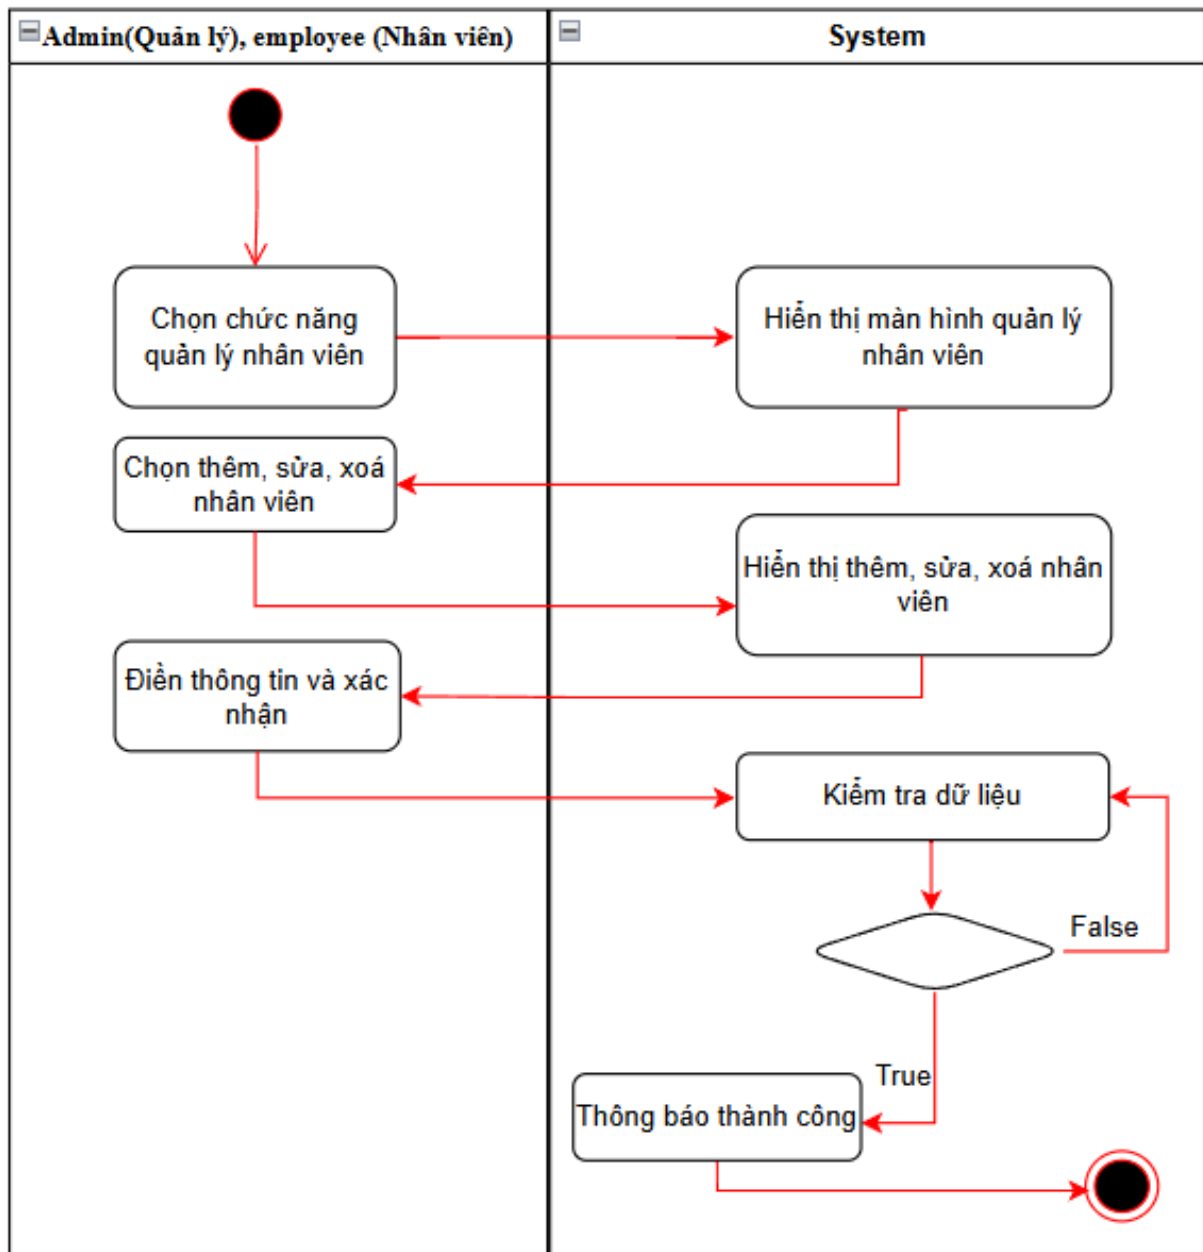 Admin(Quản lý), employee (Nhân viên)
System
Chọn chức năng
quản lý nhân viên
Hiển thị màn hình quản lý
nhân viên
Chọn thêm, sửa, xoá
nhân viên
Hiển thị thêm, sửa, xoá nhân
viên
Điền thông tin và xác
nhận
Kiểm tra dữ liệu
False
True
Thông báo thành công